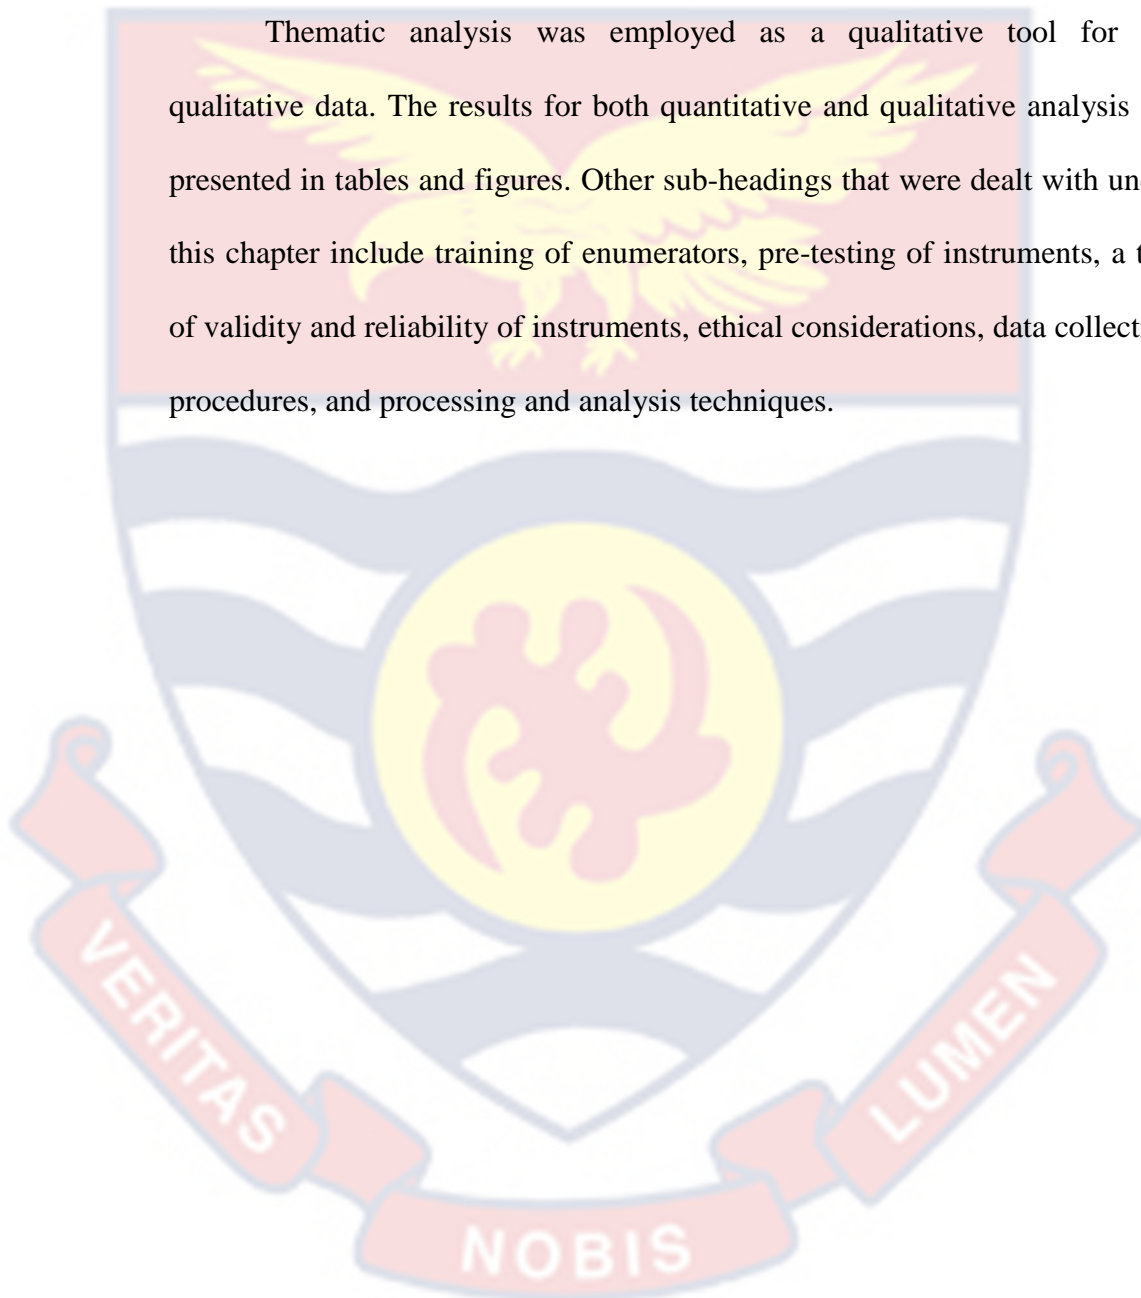 Thematic analysis was employed as a qualitative tool for
qualitative data. The results for both quantitative and qualitative analysis
presented in tables and figures. Other sub-headings that were dealt with un
this chapter include training of enumerators, pre-testing of instruments, a t
of validity and reliability of instruments, ethical considerations, data collect
procedures, and processing and analysis techniques.
VERITAS
NOBIS
LUMEN